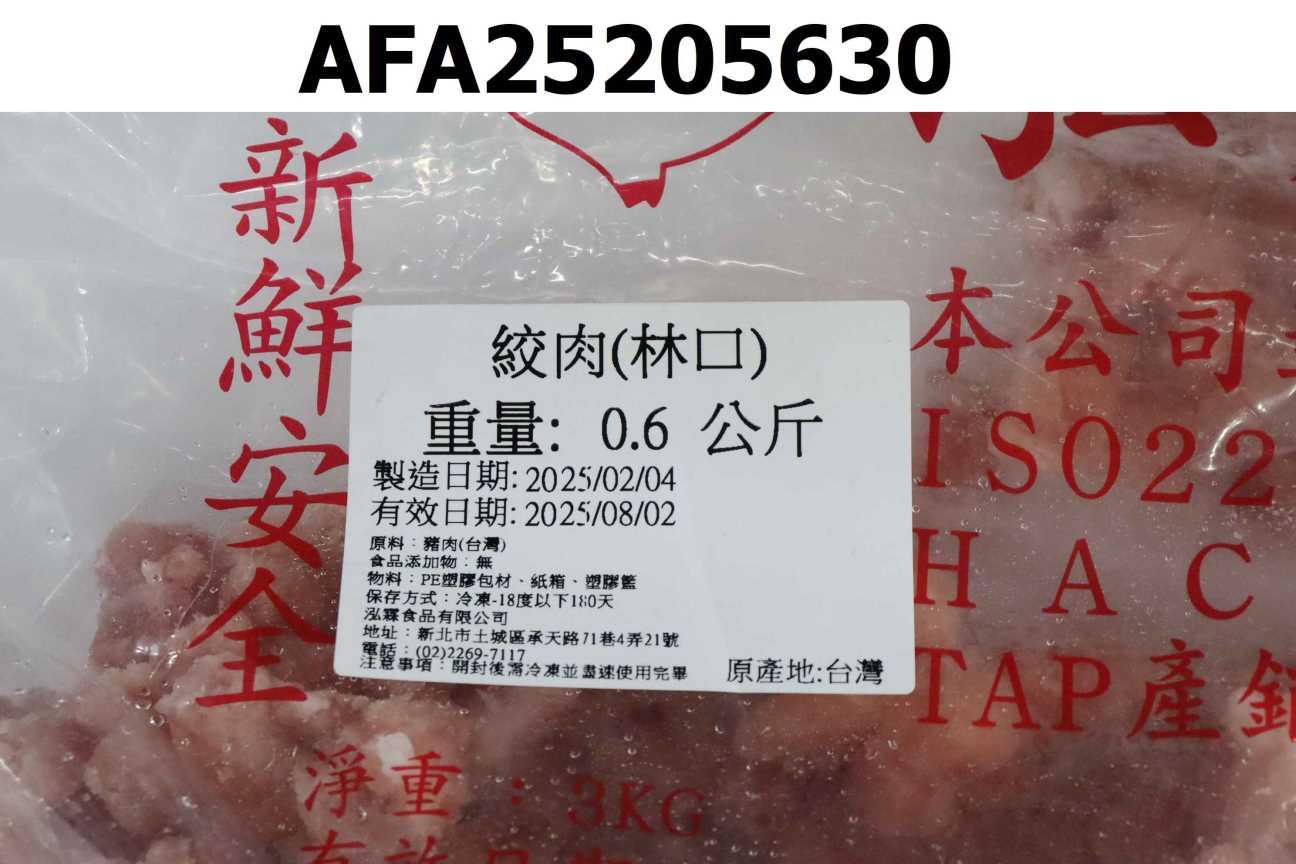 AFA25205630
新鮮安全
絞肉(林口)
重量: 0.6 公斤
製造日期: 2025/02/04
有效日期: 2025/08/02
原料：豬肉(台灣)
食品添加物：無
物料：PE塑膠包材、紙箱、塑膠籃
保存方式：冷凍-18度以下180天
泓霖食品有限公司
地址：新北市土城區承天路71巷4弄21號
電話：(02)2269-7117
注意事項：開封後需冷凍並盡速使用完畢
原產地:台灣
本公司
ISO22
HAC
TAP產銷
淨重：3KG